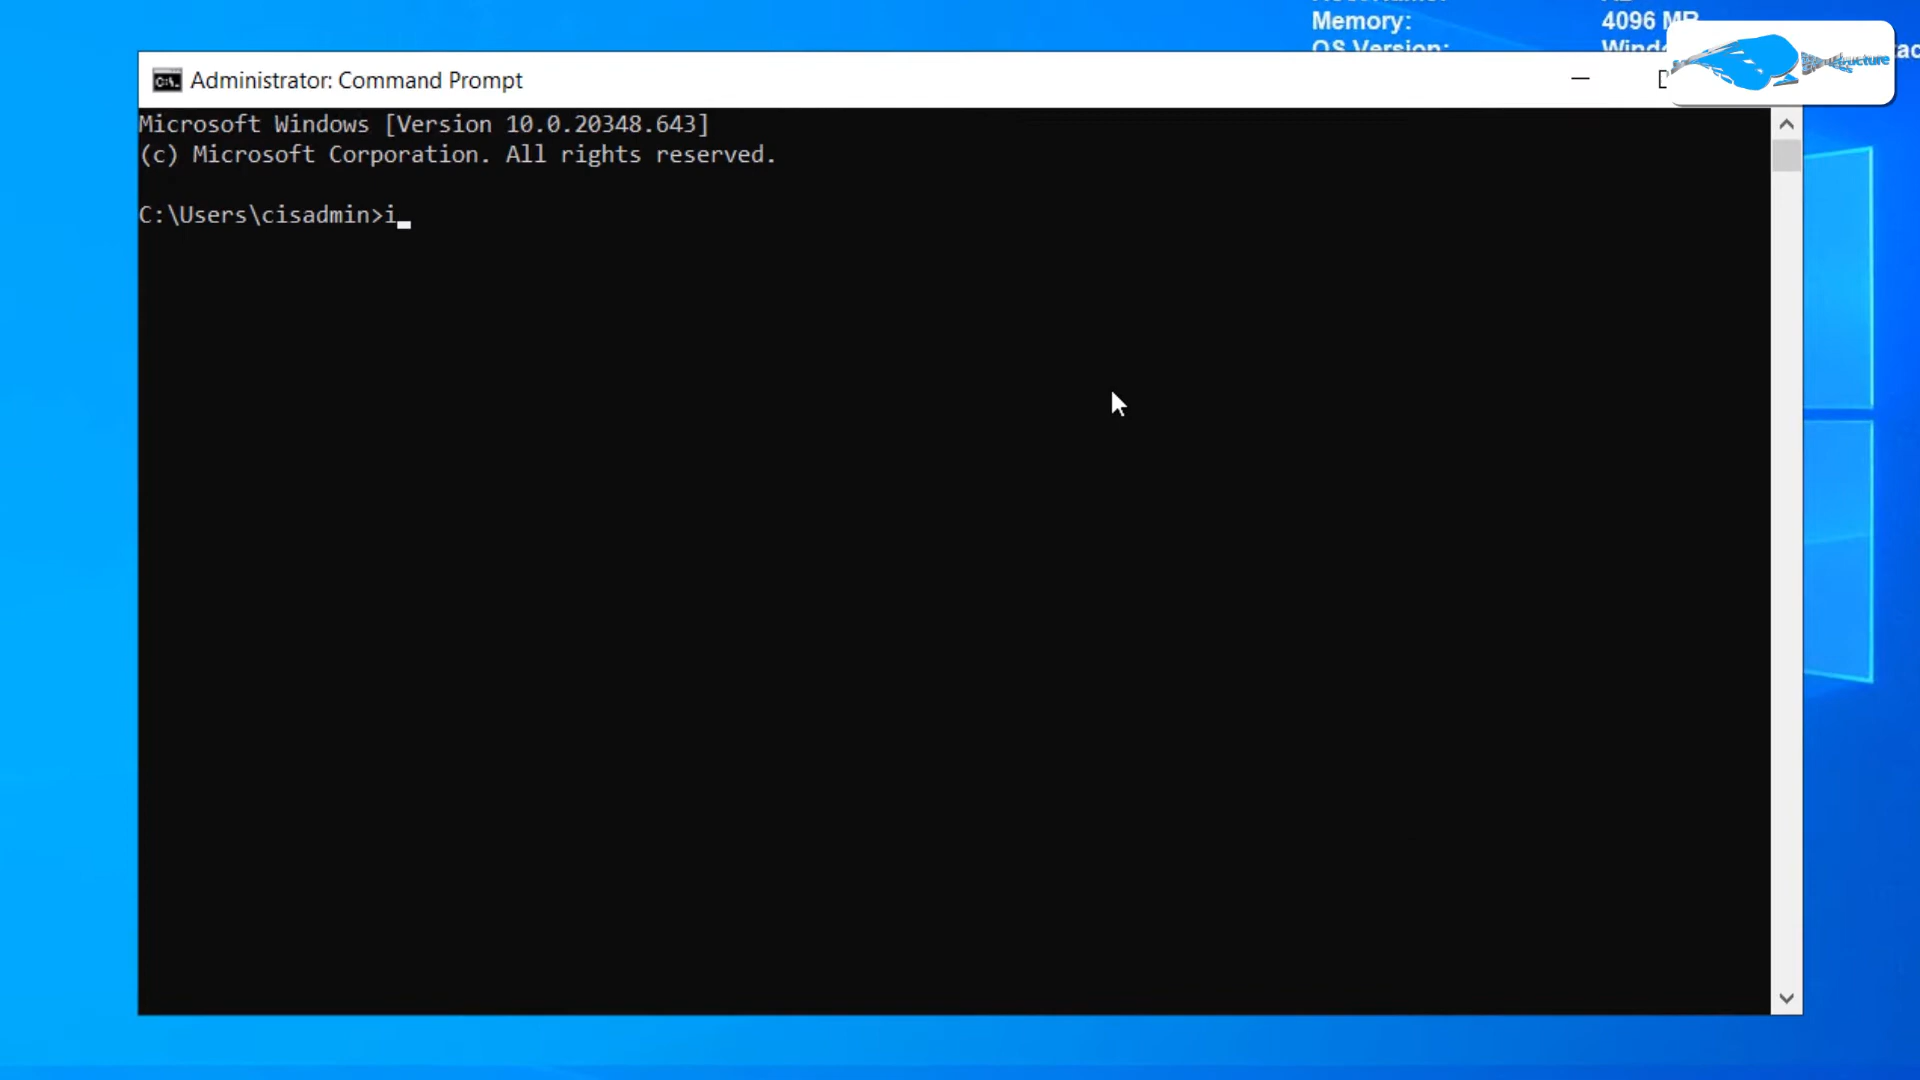 Memory: 4096 MB
OS Version:
Administrator: Command Prompt
Microsoft Windows [Version 10.0.20348.643]
(c) Microsoft Corporation. All rights reserved.
C:\Users\cisadmin>i_